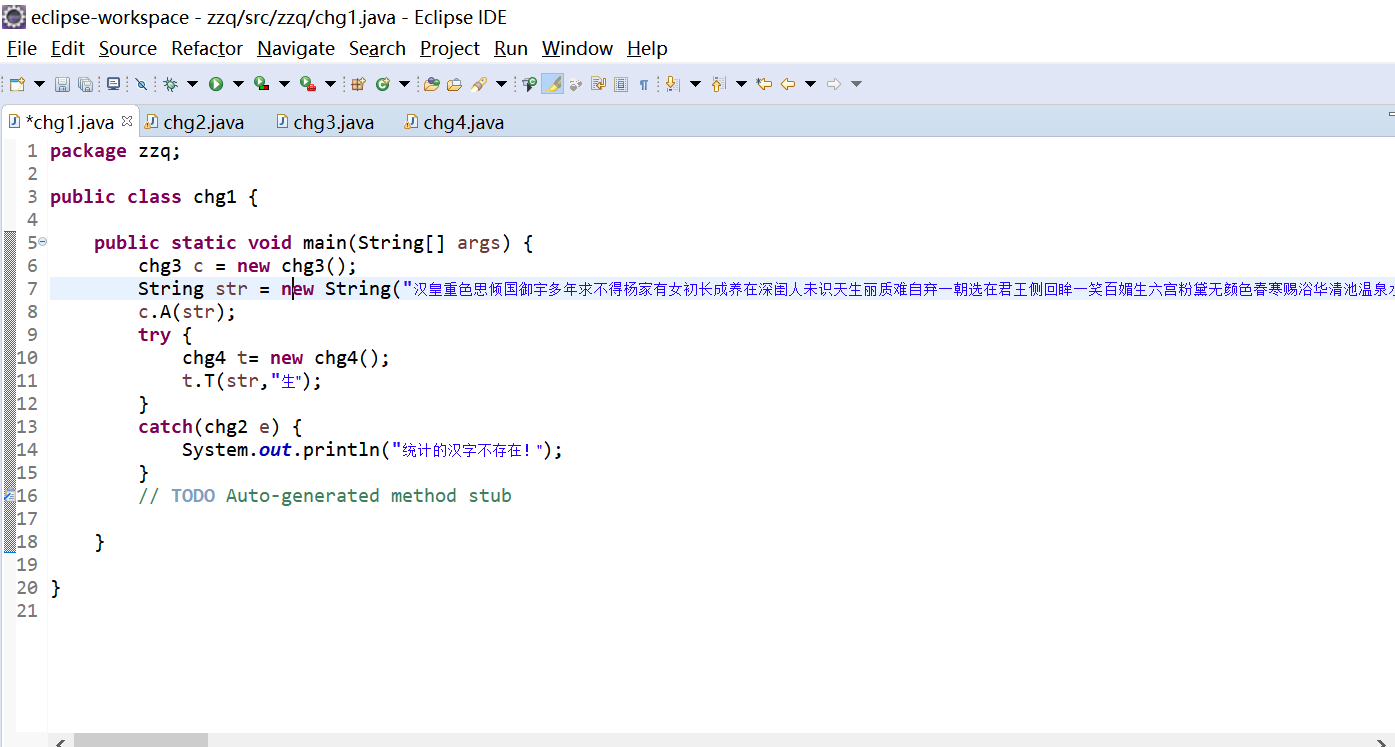 eclipse-workspace - zzq/src/zzq/chg1.java - Eclipse IDE
File Edit Source Refactor Navigate Search Project Run Window Help
*chg1.java chg2.java chg3.java chg4.java
1 package zzq;
2
3 public class chg1 {
4
5 public static void main(String[] args) {
6 chg3 c = new chg3();
7 String str = new String("汉皇重色思倾国御宇多年求不得杨家有女初长成养在深闺人未识天生丽质难自弃一朝选在君王侧回眸一笑百媚生六宫粉黛无颜色春寒赐浴华清池温泉水
8 c.A(str);
9 try {
10 chg4 t= new chg4();
11 t.T(str,"生");
12 }
13 catch(chg2 e) {
14 System.out.println("统计的汉字不存在!");
15 }
16 // TODO Auto-generated method stub
17
18 }
19
20 }
21